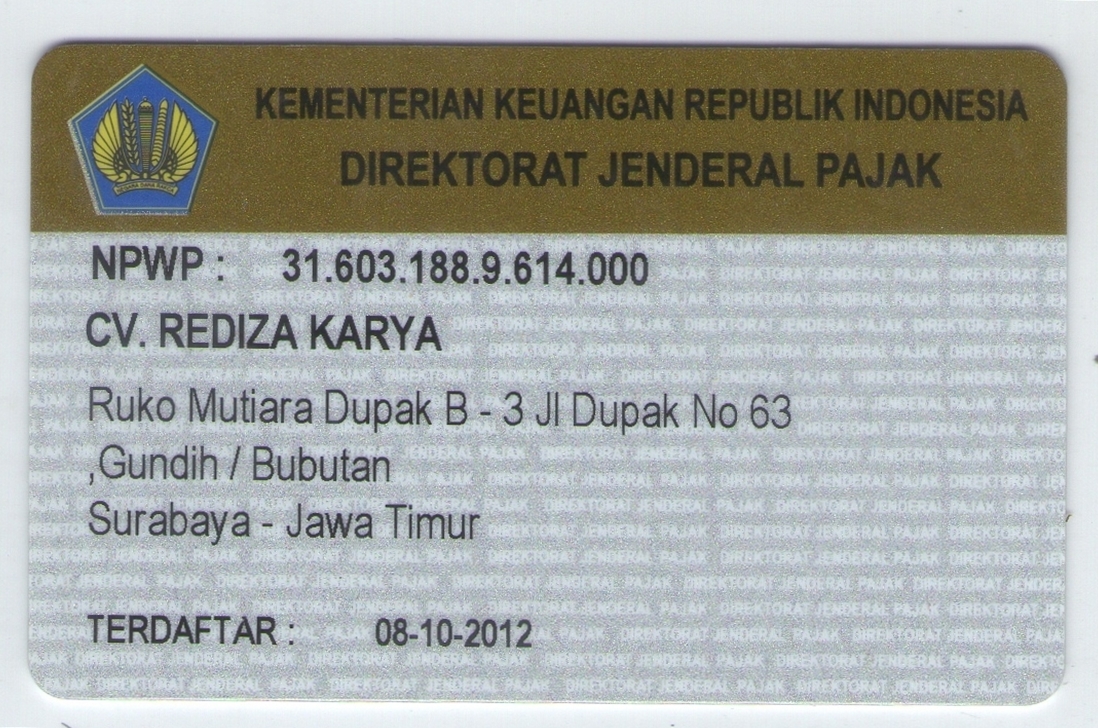 KEMENTERIAN KEUANGAN REPUBLIK INDONESIA
DIREKTORAT JENDERAL PAJAK
NEGARA DANA RAKCA
NPWP : 31.603.188.9.614.000
CV. REDIZA KARYA
Ruko Mutiara Dupak B - 3 Jl Dupak No 63
,Gundih / Bubutan
Surabaya - Jawa Timur
TERDAFTAR : 08-10-2012